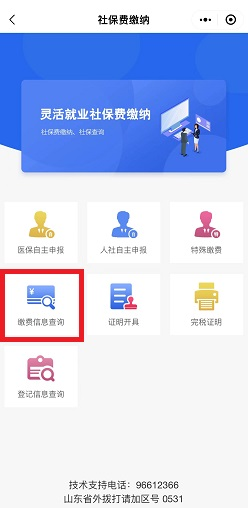 社保费缴纳
灵活就业社保费缴纳
社保费缴纳、社保查询
医保自主申报
人社自主申报
特殊缴费
缴费信息查询
证明开具
完税证明
登记信息查询
技术支持电话：96612366
山东省外拨打请加区号 0531